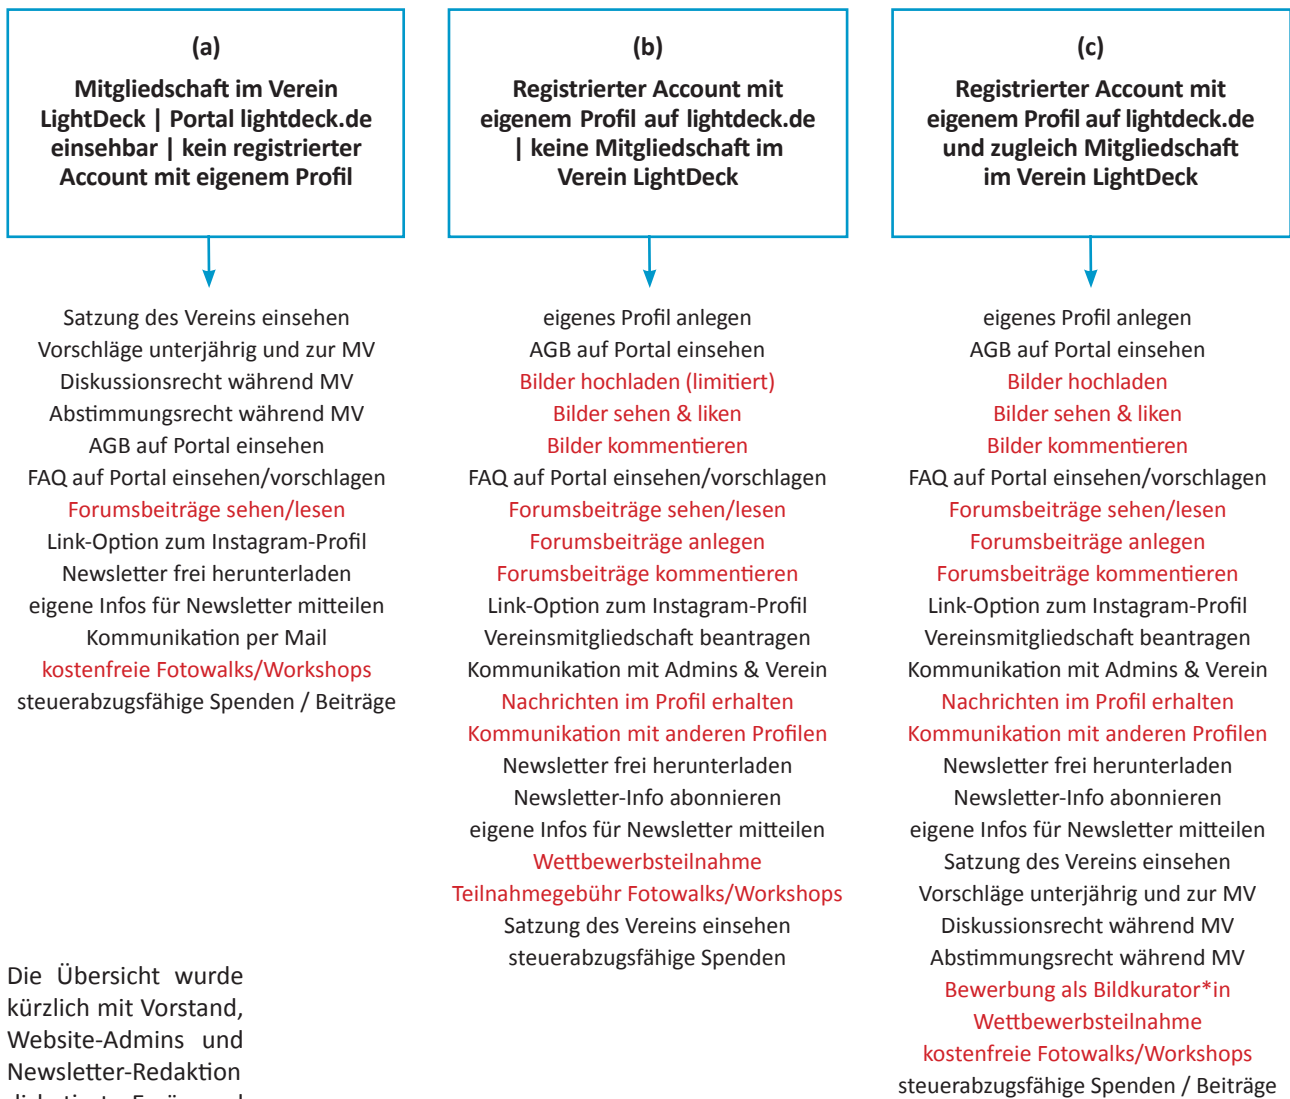 (a)
Mitgliedschaft im Verein
LightDeck | Portal lightdeck.de
einsehbar | kein registrierter
Account mit eigenem Profil
Satzung des Vereins einsehen
Vorschläge unterjährig und zur MV
Diskussionsrecht während MV
Abstimmungsrecht während MV
AGB auf Portal einsehen
FAQ auf Portal einsehen/vorschlagen
Forumsbeiträge sehen/lesen
Link-Option zum Instagram-Profil
Newsletter frei herunterladen
eigene Infos für Newsletter mitteilen
Kommunikation per Mail
kostenfreie Fotowalks/Workshops
steuerabzugsfähige Spenden / Beiträge
(b)
Registrierter Account mit
eigenem Profil auf lightdeck.de
| keine Mitgliedschaft im
Verein LightDeck
eigenes Profil anlegen
AGB auf Portal einsehen
Bilder hochladen (limitiert)
Bilder sehen & liken
Bilder kommentieren
FAQ auf Portal einsehen/vorschlagen
Forumsbeiträge sehen/lesen
Forumsbeiträge anlegen
Forumsbeiträge kommentieren
Link-Option zum Instagram-Profil
Vereinsmitgliedschaft beantragen
Kommunikation mit Admins & Verein
Nachrichten im Profil erhalten
Kommunikation mit anderen Profilen
Newsletter frei herunterladen
Newsletter-Info abonnieren
eigene Infos für Newsletter mitteilen
Wettbewerbsteilnahme
Teilnahmegebühr Fotowalks/Workshops
Satzung des Vereins einsehen
steuerabzugsfähige Spenden
(c)
Registrierter Account mit
eigenem Profil auf lightdeck.de
und zugleich Mitgliedschaft
im Verein LightDeck
eigenes Profil anlegen
AGB auf Portal einsehen
Bilder hochladen
Bilder sehen & liken
Bilder kommentieren
FAQ auf Portal einsehen/vorschlagen
Forumsbeiträge sehen/lesen
Forumsbeiträge anlegen
Forumsbeiträge kommentieren
Link-Option zum Instagram-Profil
Vereinsmitgliedschaft beantragen
Kommunikation mit Admins & Verein
Nachrichten im Profil erhalten
Kommunikation mit anderen Profilen
Newsletter frei herunterladen
Newsletter-Info abonnieren
eigene Infos für Newsletter mitteilen
Satzung des Vereins einsehen
Vorschläge unterjährig und zur MV
Diskussionsrecht während MV
Abstimmungsrecht während MV
Bewerbung als Bildkurator*in
Wettbewerbsteilnahme
kostenfreie Fotowalks/Workshops
steuerabzugsfähige Spenden / Beiträge
Die Übersicht wurde
kürzlich mit Vorstand,
Website-Admins und
Newsletter-Redaktion